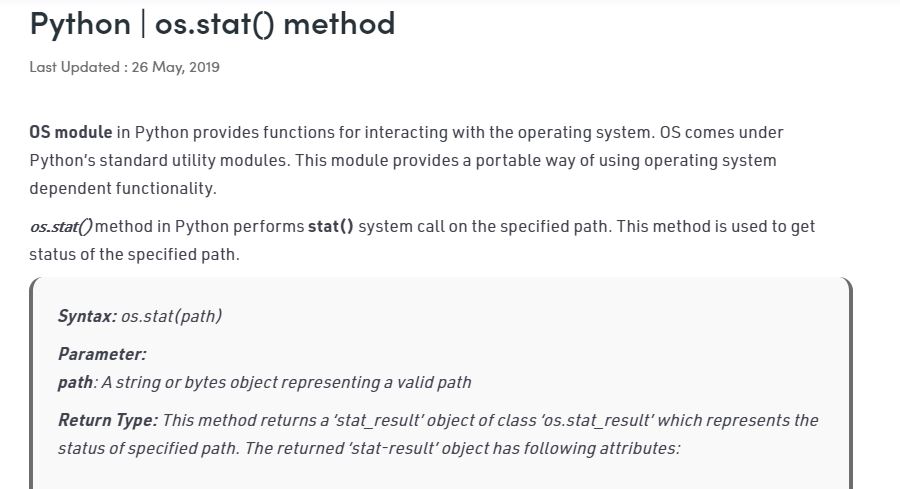 Python | os.stat() method
Last Updated : 26 May, 2019
OS module in Python provides functions for interacting with the operating system. OS comes under
Python's standard utility modules. This module provides a portable way of using operating system
dependent functionality.
os.stat() method in Python performs stat() system call on the specified path. This method is used to get
status of the specified path.
Syntax: os.stat(path)
Parameter:
path: A string or bytes object representing a valid path
Return Type: This method returns a ‘stat_result’ object of class ‘os.stat_result’ which represents the
status of specified path. The returned ‘stat-result’ object has following attributes: